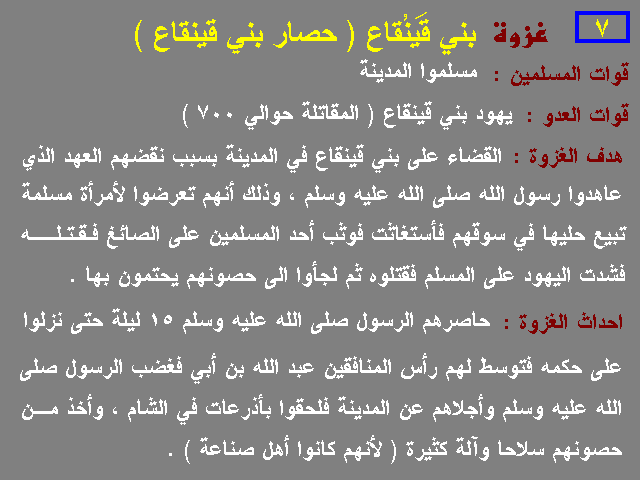 ٧
غزوة بني قَينُقاع ( حصار بني قينقاع )
قوات المسلمين : مسلموا المدينة
قوات العدو : يهود بني قينقاع ( المقاتلة حوالي ٧٠٠ )
هدف الغزوة : القضاء على بني قينقاع في المدينة بسبب نقضهم العهد الذي
عاهدوا رسول الله صلى الله عليه وسلم ، وذلك أنهم تعرضوا لأمرأة مسلمة
تبيع حليها في سوقهم فأستغاثت فوثب أحد المسلمين على الصائغ فـقـتـلـــــه
فشدت اليهود على المسلم فقتلوه ثم لجأوا الى حصونهم يحتمون بها .
احداث الغزوة : حاصرهم الرسول صلى الله عليه وسلم ١٥ ليلة حتى نزلوا
على حكمه فتوسط لهم رأس المنافقين عبد الله بن أبي فغضب الرسول صلى
الله عليه وسلم وأجلاهم عن المدينة فلحقوا بأذرعات في الشام ، وأخذ مـــن
حصونهم سلاحا وآلة كثيرة ( لأنهم كانوا أهل صناعة ) .